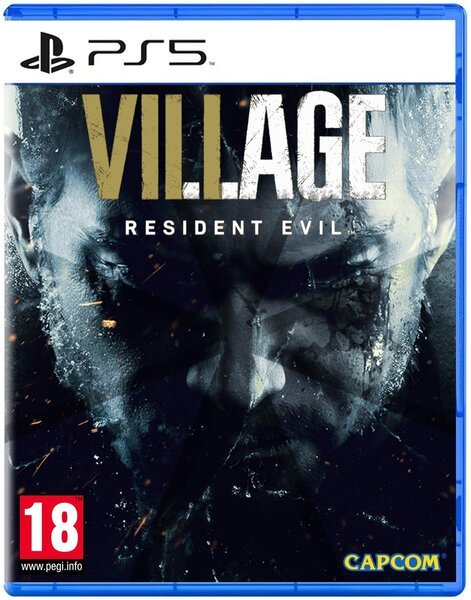 PS5
VILLAGE
RESIDENT EVIL
18
www.pegi.info
CAPCOM